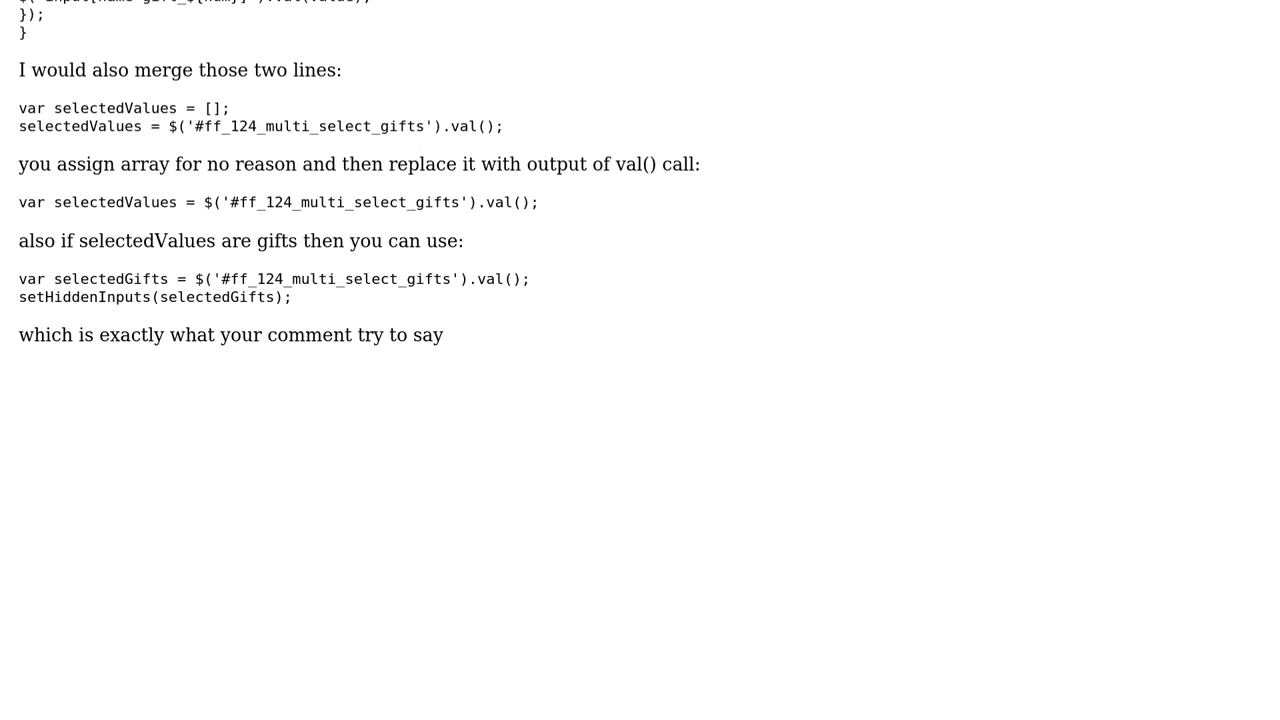 });
}
I would also merge those two lines:
var selectedValues = [];
selectedValues = $('#ff_124_multi_select_gifts').val();
you assign array for no reason and then replace it with output of val() call:
var selectedValues = $('#ff_124_multi_select_gifts').val();
also if selectedValues are gifts then you can use:
var selectedGifts = $('#ff_124_multi_select_gifts').val();
setHiddenInputs(selectedGifts);
which is exactly what your comment try to say